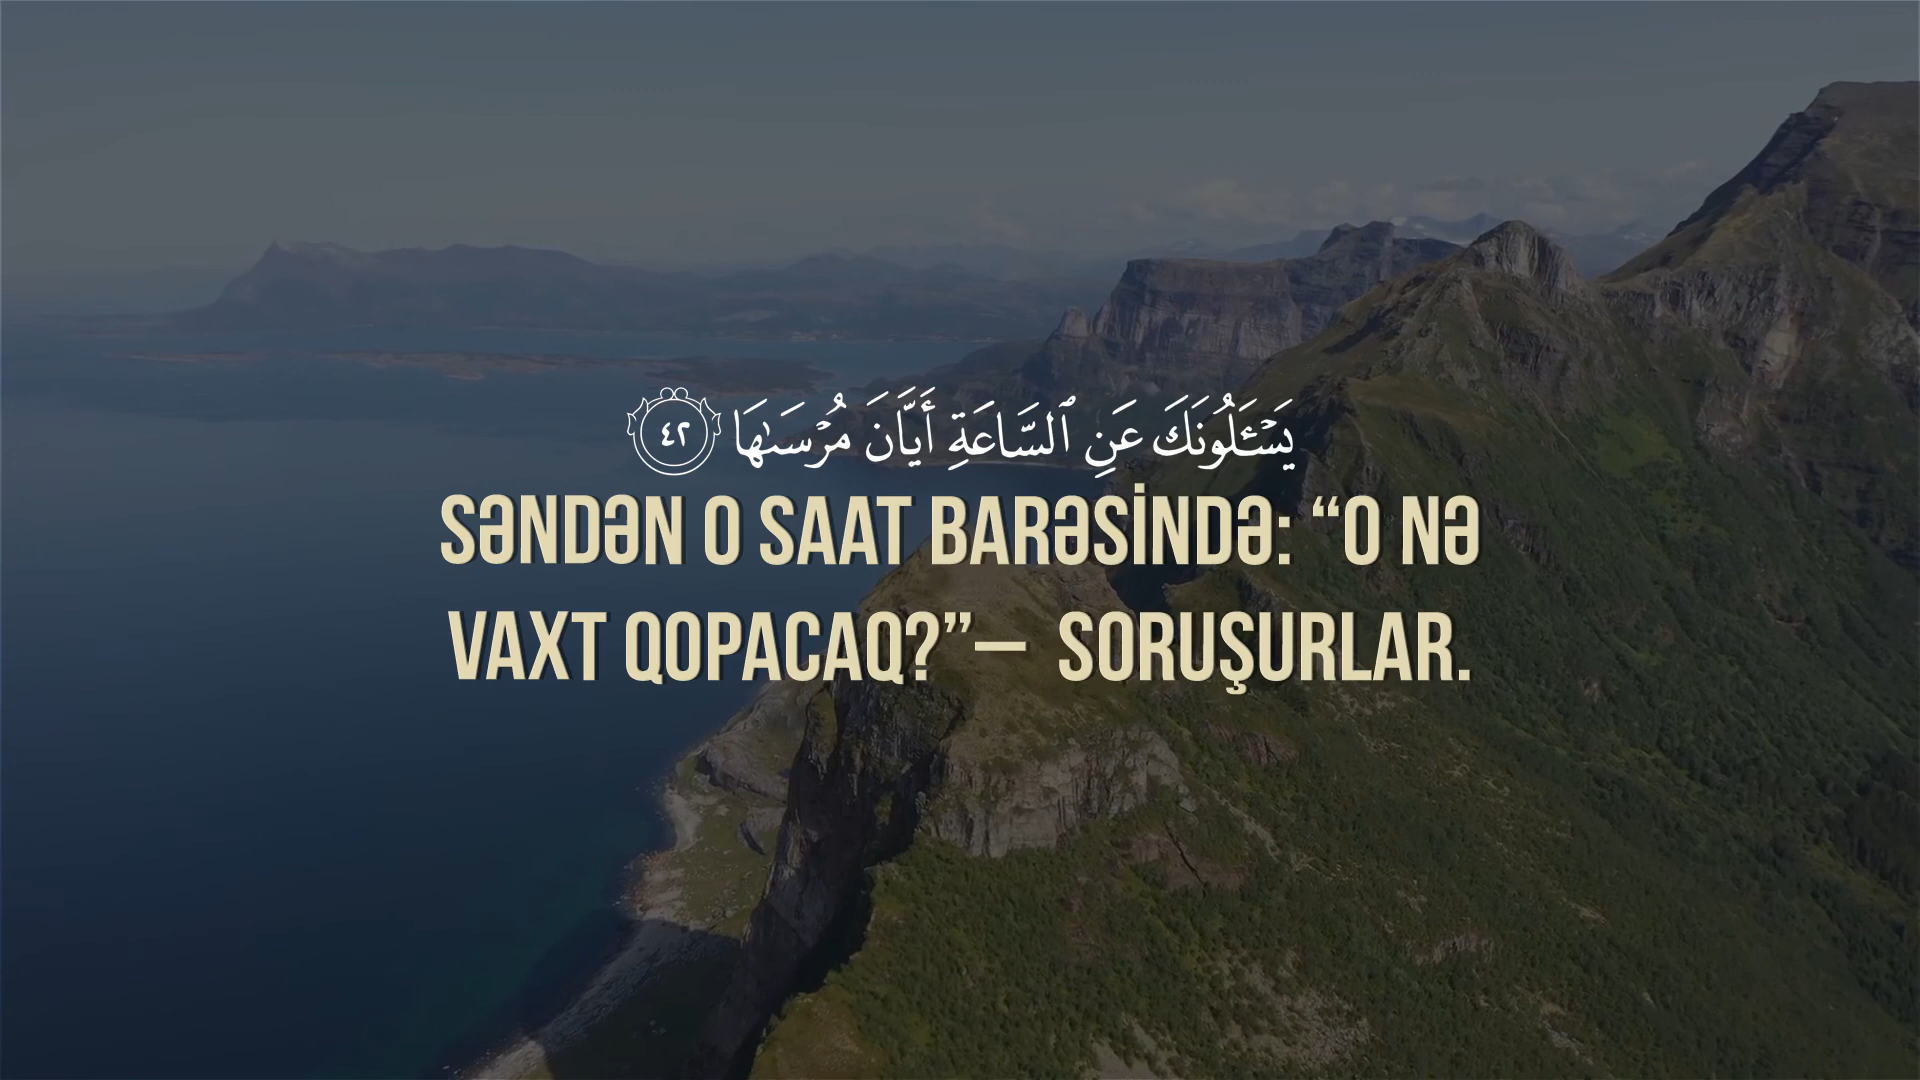 يَسْـَٔلُونَكَ عَنِ ٱلسَّاعَةِ أَيَّانَ مُرْسَىٰهَا ٤٢
SƏNDƏN O SAAT BARƏSİNDƏ: “O NƏ
VAXT QOPACAQ?”– SORUŞURLAR.